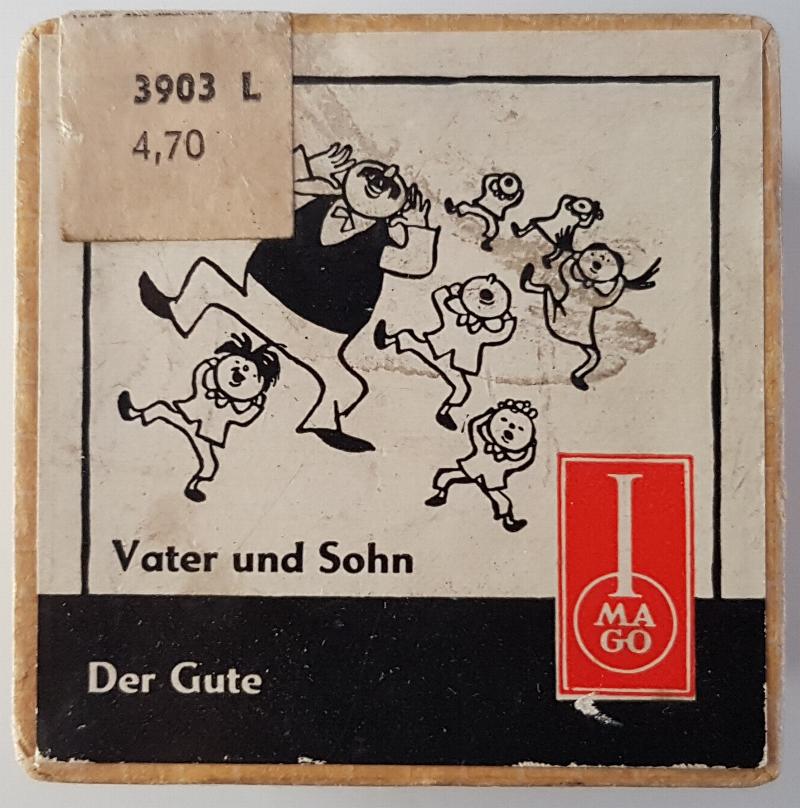 3903 L
4,70
Vater und Sohn
Der Gute
I
MA
GO